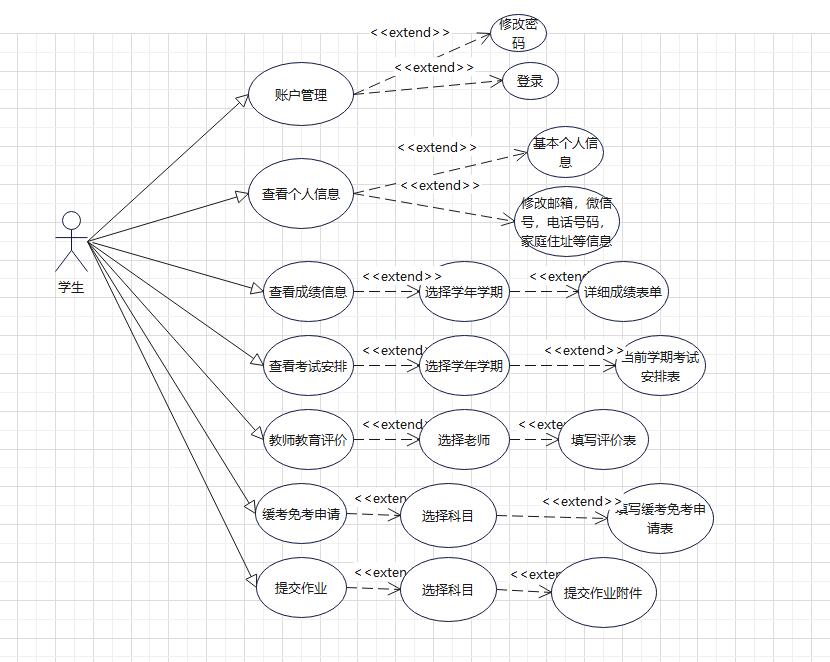 <<extend>>
修改密
码
<<extend>>
登录
账户管理
<<extend>>
基本个人信
息
<<extend>>
查看个人信息
修改邮箱，微信
号，电话号码，
家庭住址等信息
学生
<<extend>>
<<extend
查看成绩信息
选择学年学期
详细成绩表单
<<extend
<<extend>>
查看考试安排
选择学年学期
当前学期考试
安排表
<<extend
<<exte
教师教育评价
选择老师
填写评价表
<<exten
<<extend>>
缓考免考申请
选择科目
填写缓考免考申
请表
<<exten
<<exten
提交作业
选择科目
提交作业附件